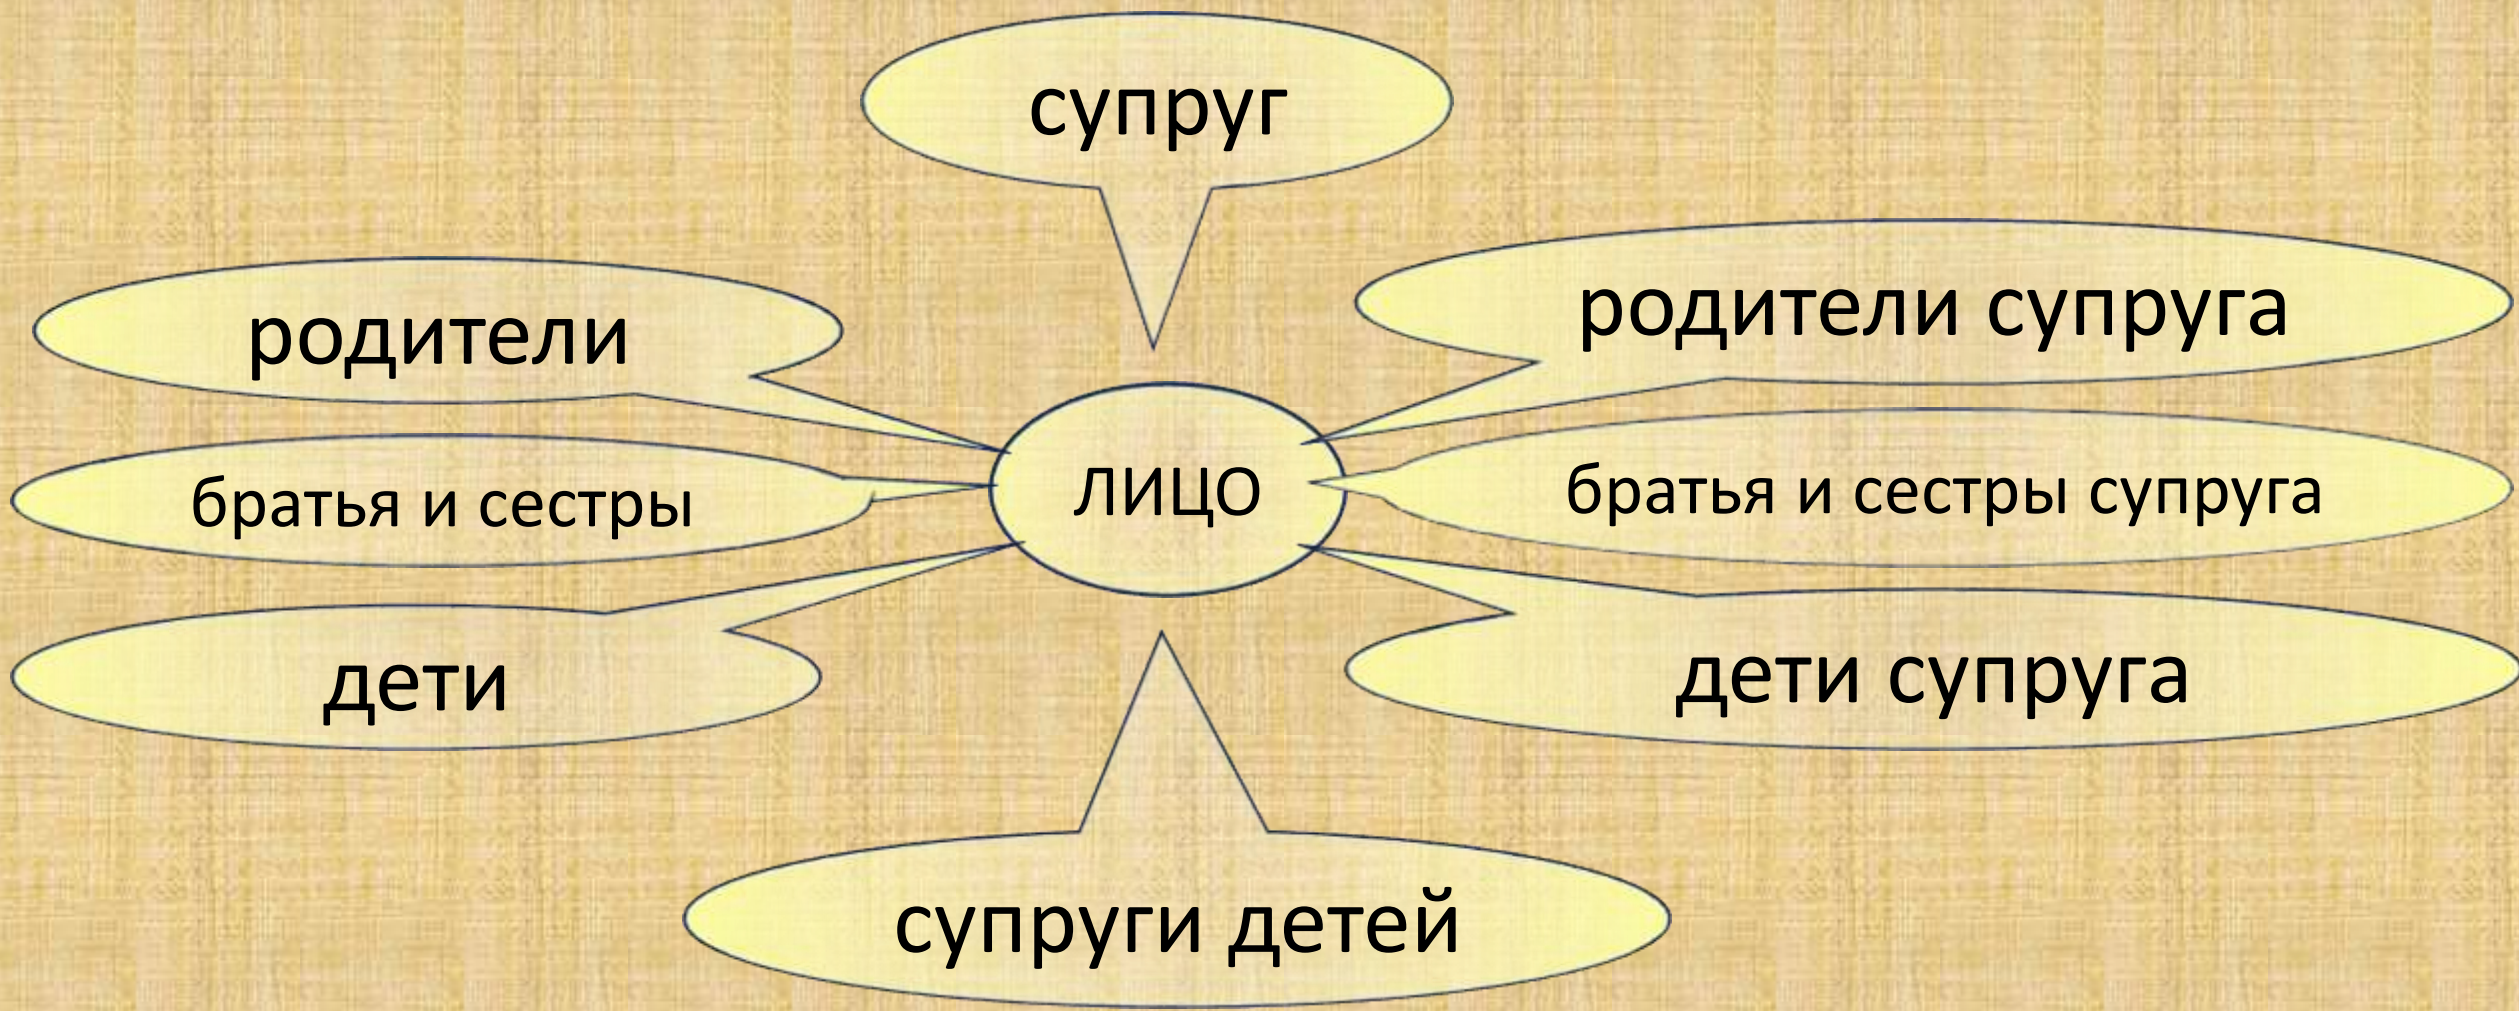 супруг
родители
родители супруга
братья и сестры
ЛИЦО
братья и сестры супруга
дети
дети супруга
супруги детей